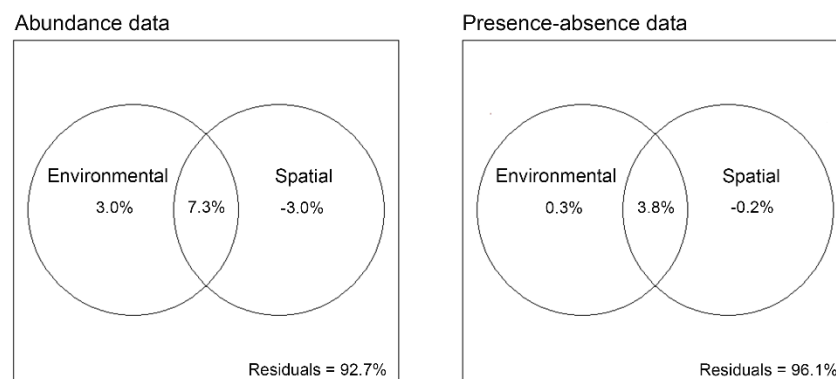 Abundance data
Environmental
Spatial
3.0%
7.3%
-3.0%
Residuals = 92.7%
Presence-absence data
Environmental
Spatial
0.3%
3.8%
-0.2%
Residuals = 96.1%